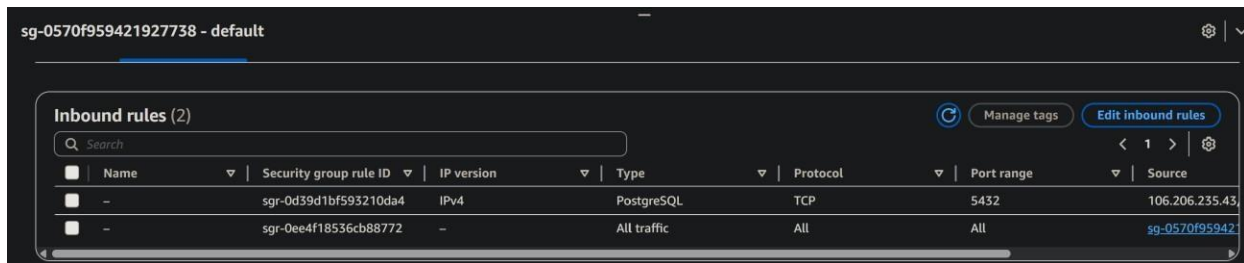 sg-0570f959421927738 - default
Inbound rules (2)
Manage tags
Edit inbound rules
Search
1
Name Security group rule ID IP version Type Protocol Port range Source
– sgr-0d39d1bf593210da4 IPv4 PostgreSQL TCP 5432 106.206.235.43/
– sgr-0ee4f18536cb88772 – All traffic All All sg-0570f95942